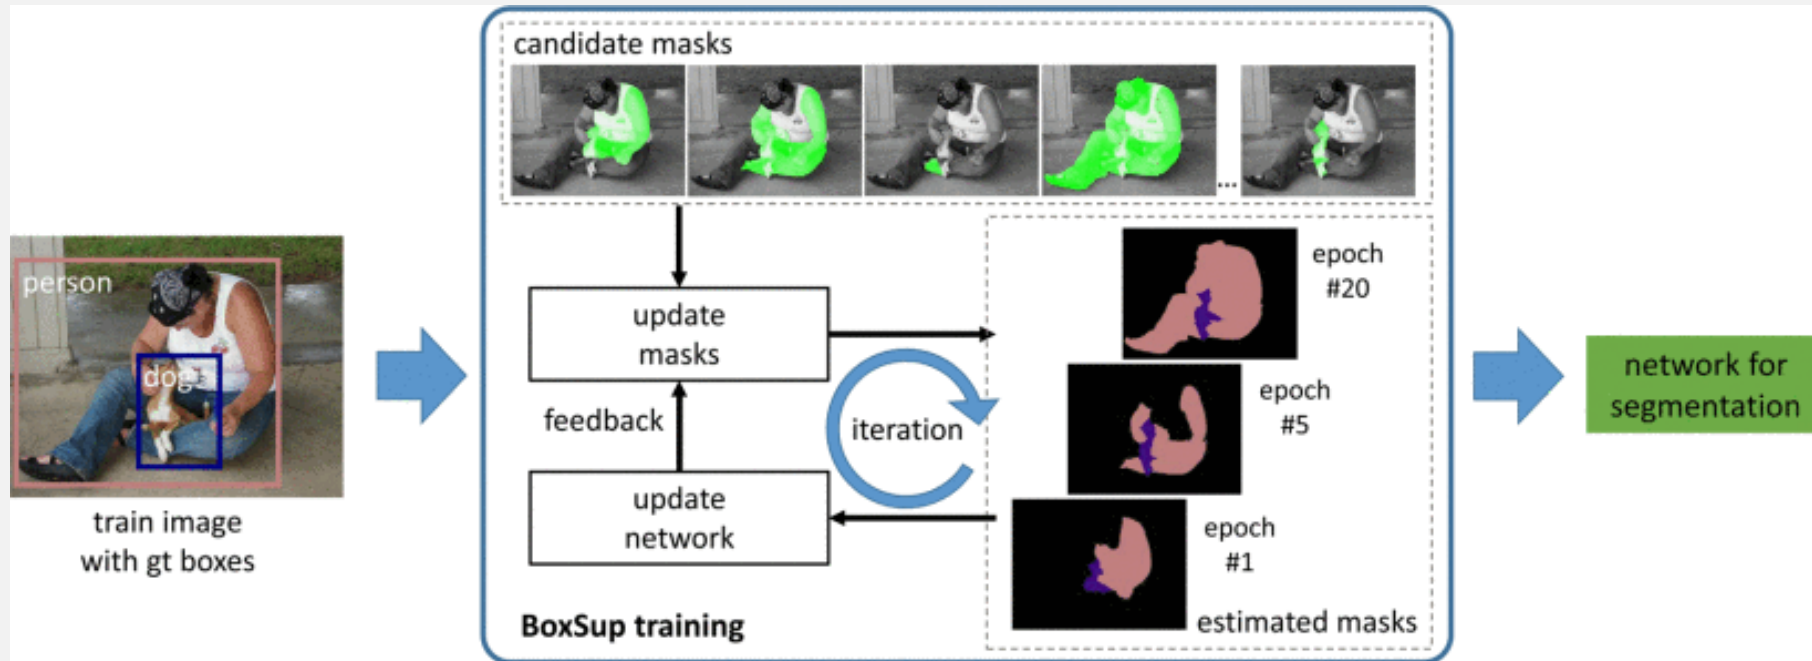 candidate masks
...
person
dog
train image
with gt boxes
update
masks
feedback
iteration
update
network
BoxSup training
epoch
#20
epoch
#5
epoch
#1
estimated masks
network for
segmentation